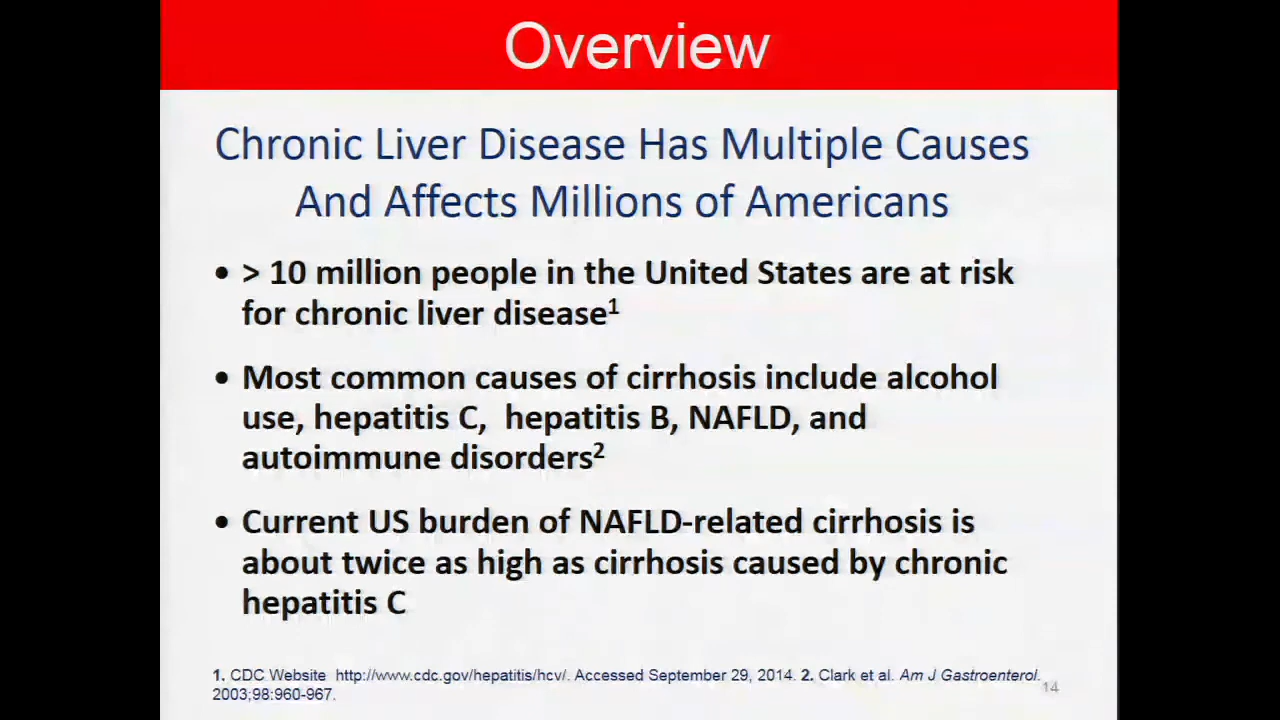 Overview
Chronic Liver Disease Has Multiple Causes
And Affects Millions of Americans
• > 10 million people in the United States are at risk
for chronic liver disease¹
• Most common causes of cirrhosis include alcohol
use, hepatitis C,  hepatitis B, NAFLD, and
autoimmune disorders²
• Current US burden of NAFLD-related cirrhosis is
about twice as high as cirrhosis caused by chronic
hepatitis C
1. CDC Website  http://www.cdc.gov/hepatitis/hcv/. Accessed September 29, 2014. 2. Clark et al. Am J Gastroenterol.
2003;98:960-967.
14